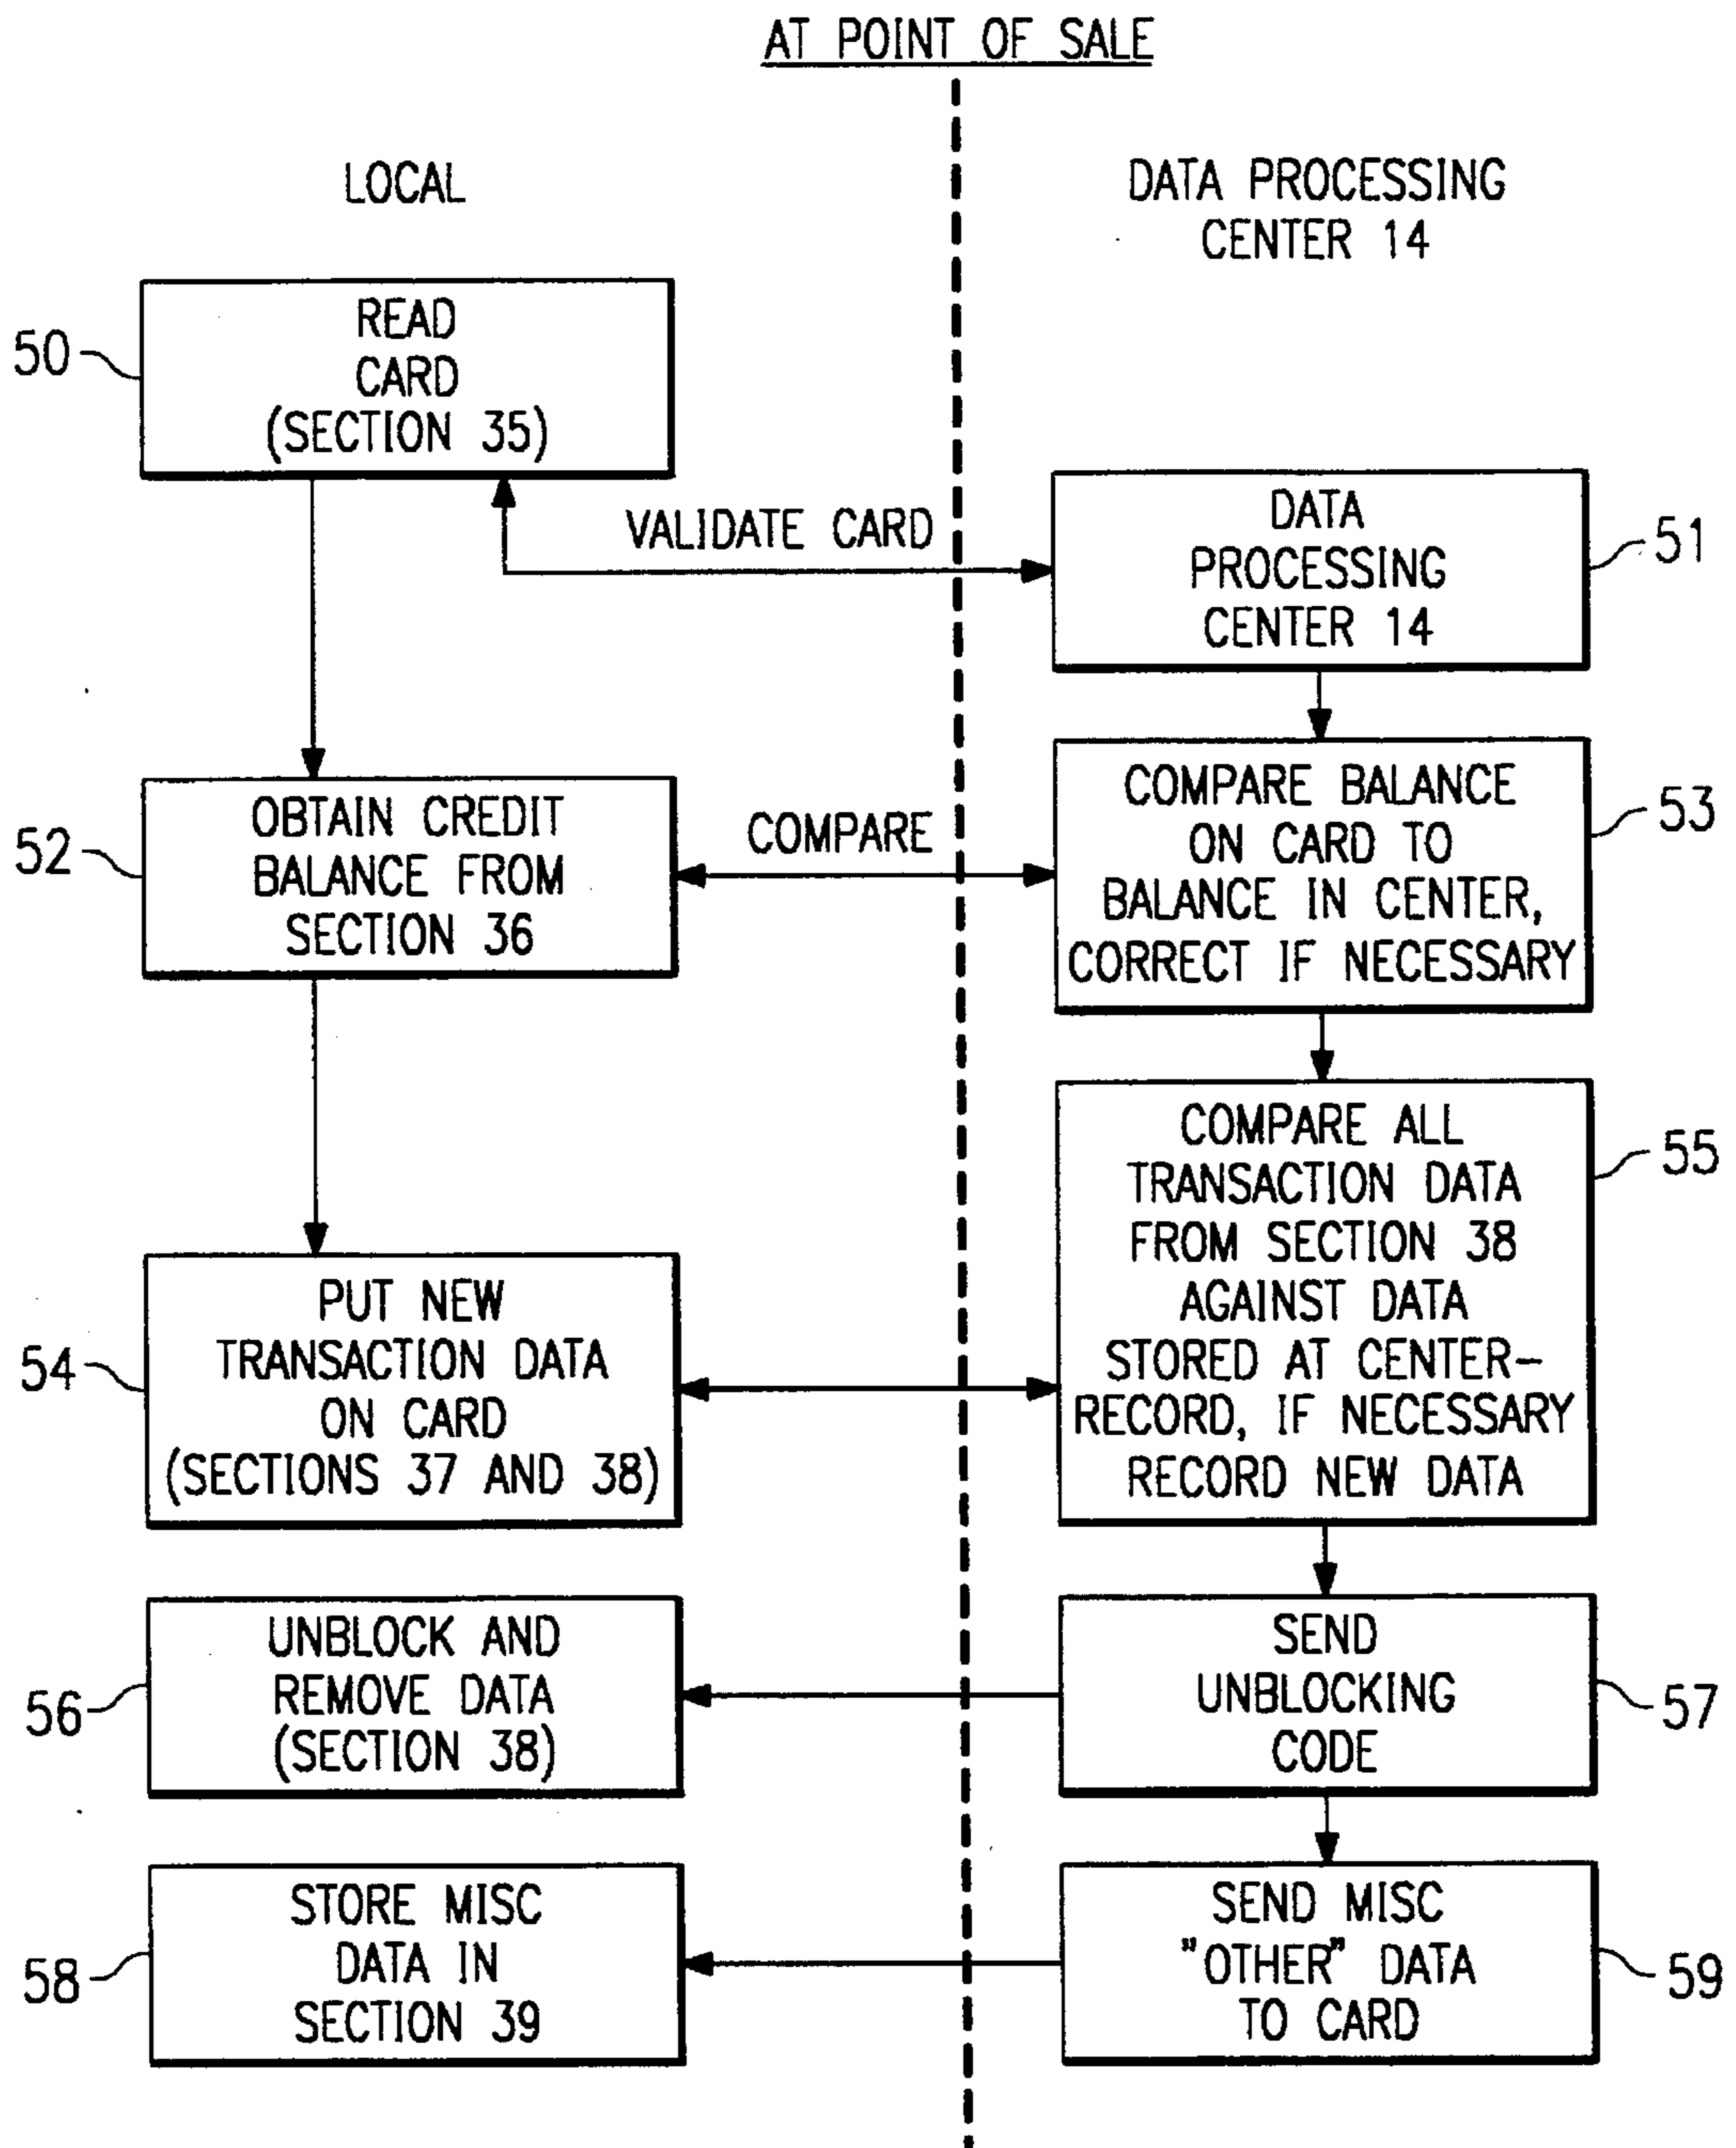 AT POINT OF SALE
LOCAL
DATA PROCESSING
CENTER 14
50
READ
CARD
(SECTION 35)
VALIDATE CARD
DATA
PROCESSING
CENTER 14
51
52
OBTAIN CREDIT
BALANCE FROM
SECTION 36
COMPARE
COMPARE BALANCE
ON CARD TO
BALANCE IN CENTER,
CORRECT IF NECESSARY
53
54
PUT NEW
TRANSACTION DATA
ON CARD
(SECTIONS 37 AND 38)
COMPARE ALL
TRANSACTION DATA
FROM SECTION 38
AGAINST DATA
STORED AT CENTER–
RECORD, IF NECESSARY
RECORD NEW DATA
55
56
UNBLOCK AND
REMOVE DATA
(SECTION 38)
SEND
UNBLOCKING
CODE
57
58
STORE MISC
DATA IN
SECTION 39
SEND MISC
"OTHER" DATA
TO CARD
59